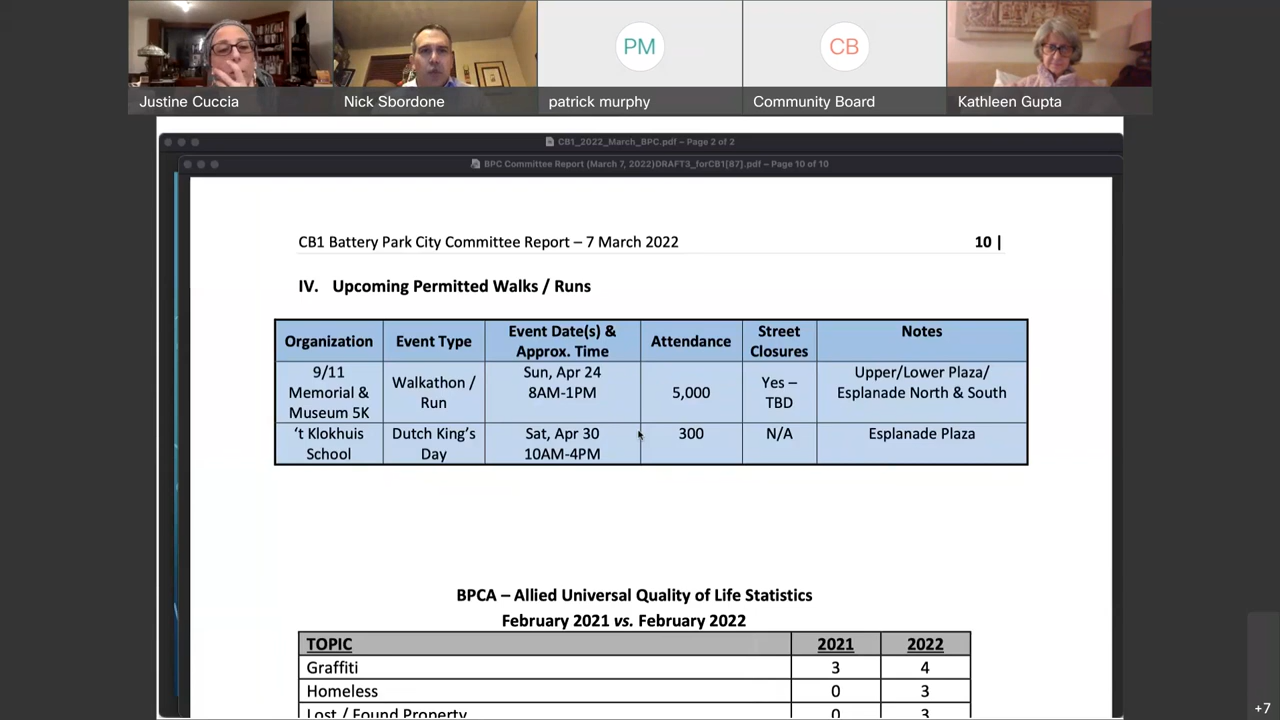 PM
CB
Justine Cuccia
Nick Sbordone
patrick murphy
Community Board
Kathleen Gupta
CB1_2022_March_BPC.pdf – Page 2 of 2
BPC Committee Report (March 7, 2022)DRAFT3_forCB1[87].pdf – Page 10 of 10
CB1 Battery Park City Committee Report – 7 March 2022 10 |
IV. Upcoming Permitted Walks / Runs
Organization
Event Type
Event Date(s) &
Approx. Time
Attendance
Street
Closures
Notes
9/11
Memorial &
Museum 5K
Walkathon /
Run
Sun, Apr 24
8AM-1PM
5,000
Yes –
TBD
Upper/Lower Plaza/
Esplanade North & South
‘t Klokhuis
School
Dutch King’s
Day
Sat, Apr 30
10AM-4PM
300
N/A
Esplanade Plaza
BPCA – Allied Universal Quality of Life Statistics
February 2021 vs. February 2022
TOPIC 2021 2022
Graffiti 3 4
Homeless 0 3
Lost / Found Property 0 3
+7